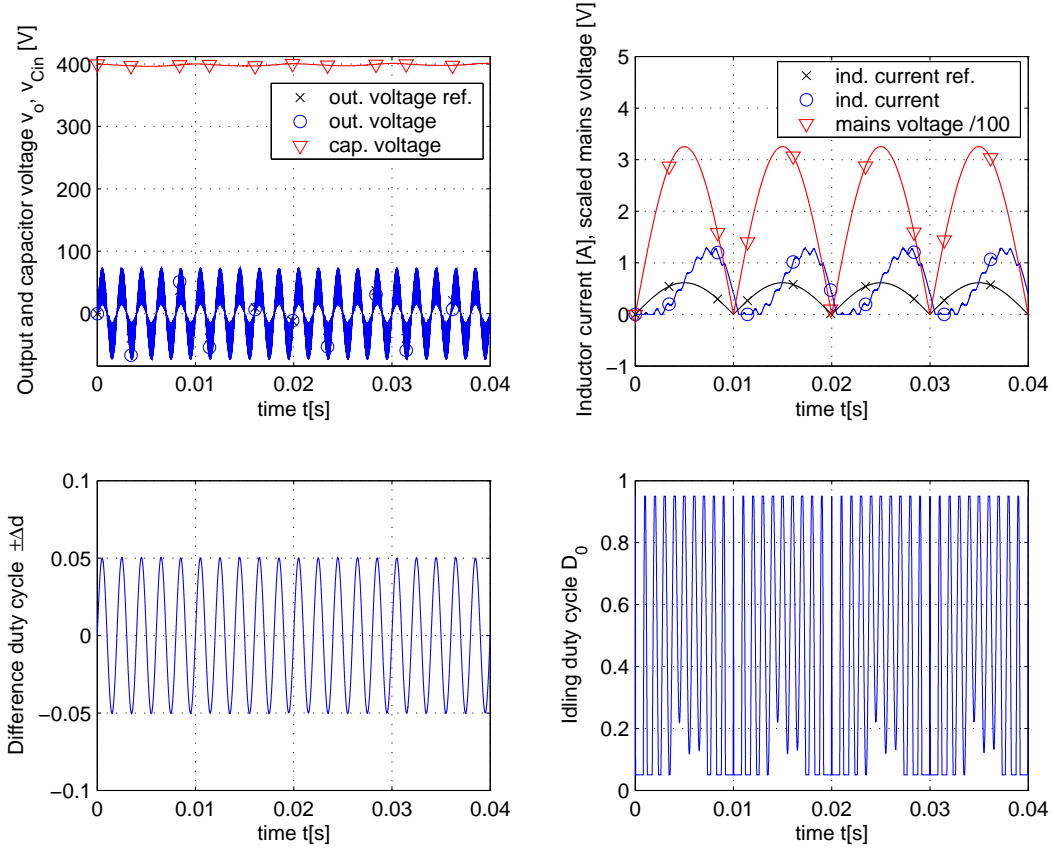 Output and capacitor voltage v_o, v_Cin [V]
400
300
200
100
0
out. voltage ref.
out. voltage
cap. voltage
0 0.01 0.02 0.03 0.04
time t[s]
Inductor current [A], scaled mains voltage [V]
5
4
3
2
1
0
−1
ind. current ref.
ind. current
mains voltage /100
0 0.01 0.02 0.03 0.04
time t[s]
Difference duty cycle ±Δd
0.1
0.05
0
−0.05
−0.1
0 0.01 0.02 0.03 0.04
time t[s]
Idling duty cycle D_0
1
0.8
0.6
0.4
0.2
0
0 0.01 0.02 0.03 0.04
time t[s]